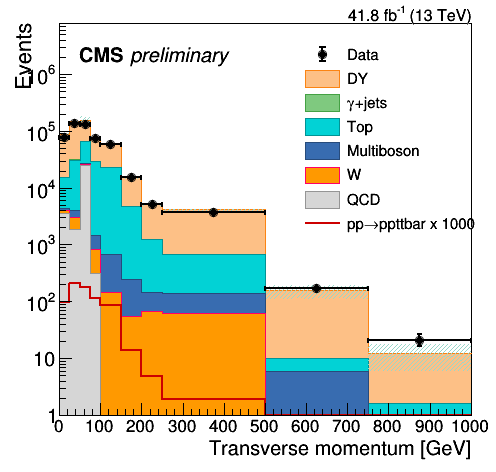 41.8 fb⁻¹ (13 TeV)
Events
CMS preliminary
Data
DY
γ+jets
Top
Multiboson
W
QCD
pp→ppttbar x 1000
10⁶
10⁵
10⁴
10³
10²
10
1
0 100 200 300 400 500 600 700 800 900 1000
Transverse momentum [GeV]